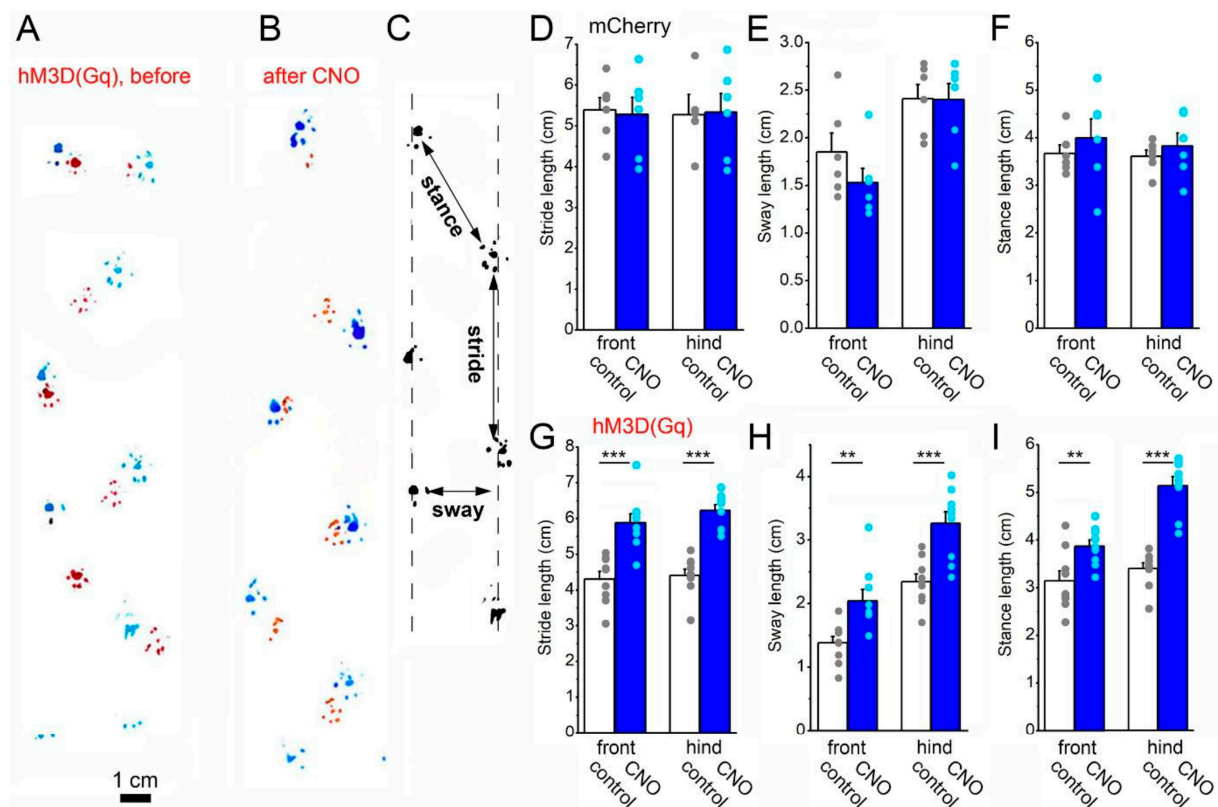 A
B
C
D
mCherry
E
F
hM3D(Gq), before
after CNO
stance
stride
sway
1 cm
Stride length (cm)
7
6
5
4
3
2
1
0
front
hind
control
CNO
control
CNO
Sway length (cm)
3.0
2.5
2.0
1.5
1.0
0.5
0.0
front
hind
control
CNO
control
CNO
Stance length (cm)
6
5
4
3
2
1
0
front
hind
control
CNO
control
CNO
hM3D(Gq)
G
Stride length (cm)
8
7
6
5
4
3
2
1
0
***
***
front
hind
control
CNO
control
CNO
H
Sway length (cm)
4
3
2
1
0
**
***
front
hind
control
CNO
control
CNO
I
Stance length (cm)
6
5
4
3
2
1
0
**
***
front
hind
control
CNO
control
CNO